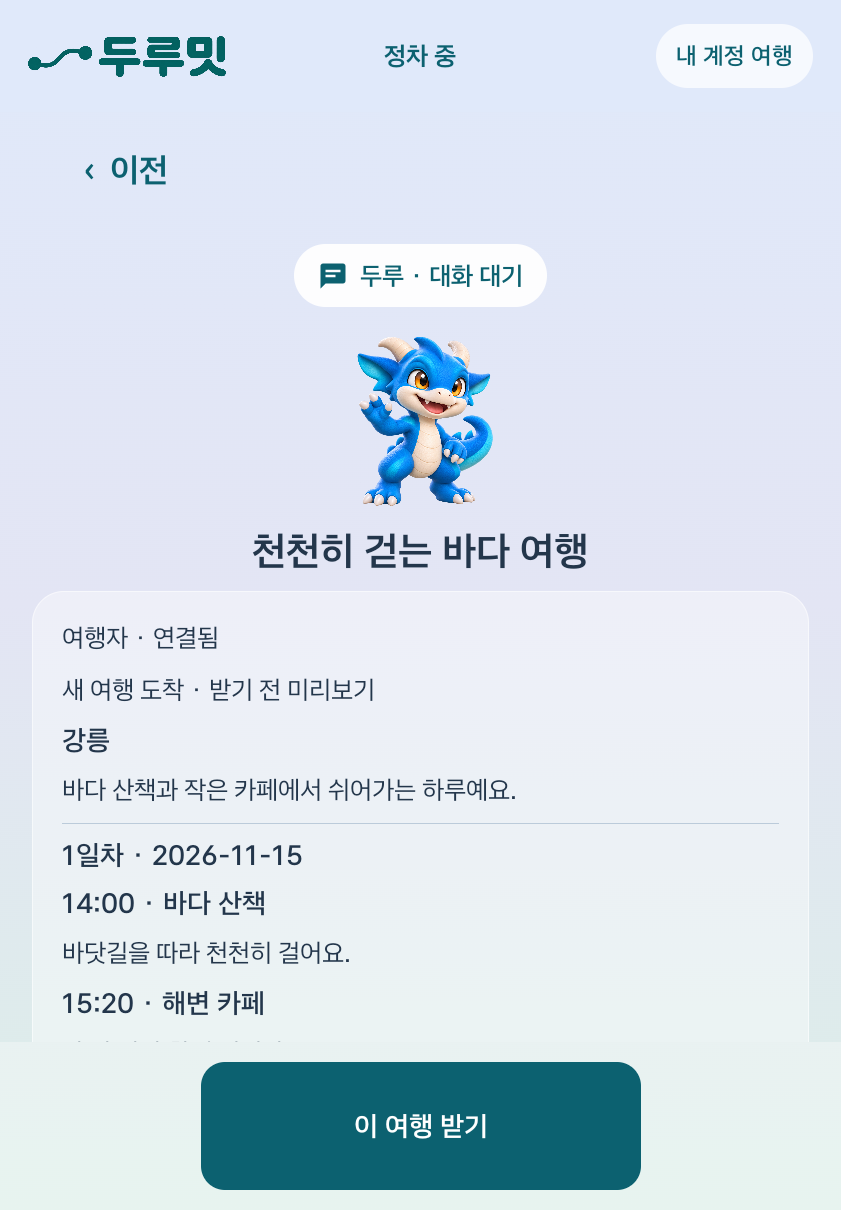 두루밋
정차 중
내 계정 여행
‹ 이전
두루 · 대화 대기
천천히 걷는 바다 여행
여행자 · 연결됨
새 여행 도착 · 받기 전 미리보기
강릉
바다 산책과 작은 카페에서 쉬어가는 하루예요.
1일차 · 2026-11-15
14:00 · 바다 산책
바닷길을 따라 천천히 걸어요.
15:20 · 해변 카페
이 여행 받기